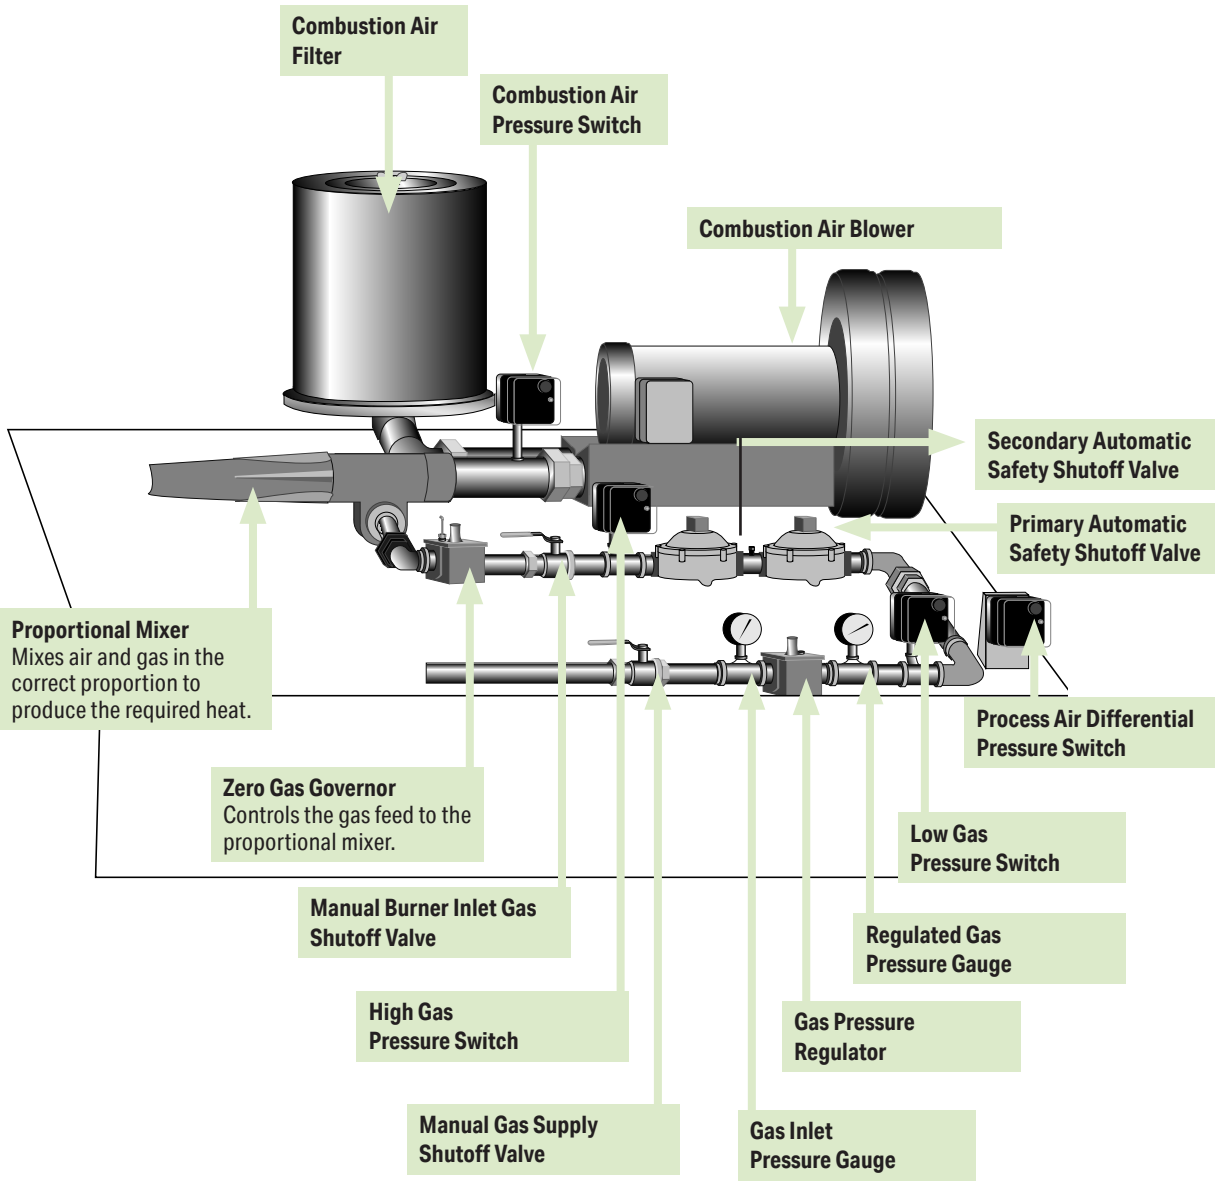 Combustion Air
Filter
Combustion Air
Pressure Switch
Combustion Air Blower
Secondary Automatic
Safety Shutoff Valve
Primary Automatic
Safety Shutoff Valve
Proportional Mixer
Mixes air and gas in the
correct proportion to
produce the required heat.
Process Air Differential
Pressure Switch
Zero Gas Governor
Controls the gas feed to the
proportional mixer.
Low Gas
Pressure Switch
Manual Burner Inlet Gas
Shutoff Valve
Regulated Gas
Pressure Gauge
High Gas
Pressure Switch
Gas Pressure
Regulator
Manual Gas Supply
Shutoff Valve
Gas Inlet
Pressure Gauge